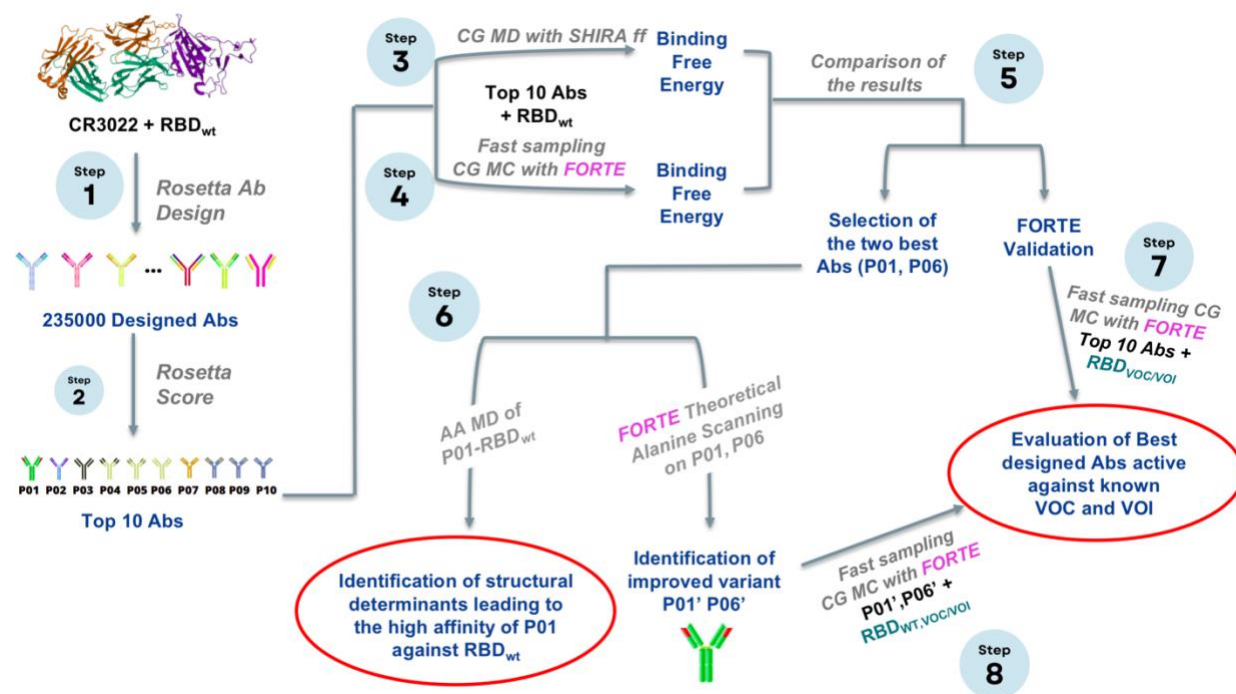 CR3022 + RBDwt
Step
1
Rosetta Ab
Design
235000 Designed Abs
Step
2
Rosetta
Score
P01 P02 P03 P04 P05 P06 P07 P08 P09 P10
Top 10 Abs
Step
3
CG MD with SHIRA ff
Binding
Free
Energy
Top 10 Abs
+ RBDwt
Step
4
Fast sampling
CG MC with FORTE
Binding
Free
Energy
Comparison of
the results
Step
5
Selection of
the two best
Abs (P01, P06)
FORTE
Validation
Step
6
AA MD of
P01-RBDwt
Identification of structural
determinants leading to
the high affinity of P01
against RBDwt
FORTE Theoretical
Alanine Scanning
on P01, P06
Identification of
improved variant
P01’ P06’
Step
7
Fast sampling CG
MC with FORTE
Top 10 Abs +
RBDVOC/VOI
Evaluation of Best
designed Abs active
against known
VOC and VOI
Fast sampling
CG MC with FORTE
P01’,P06’ +
RBDWT,VOC/VOI
Step
8